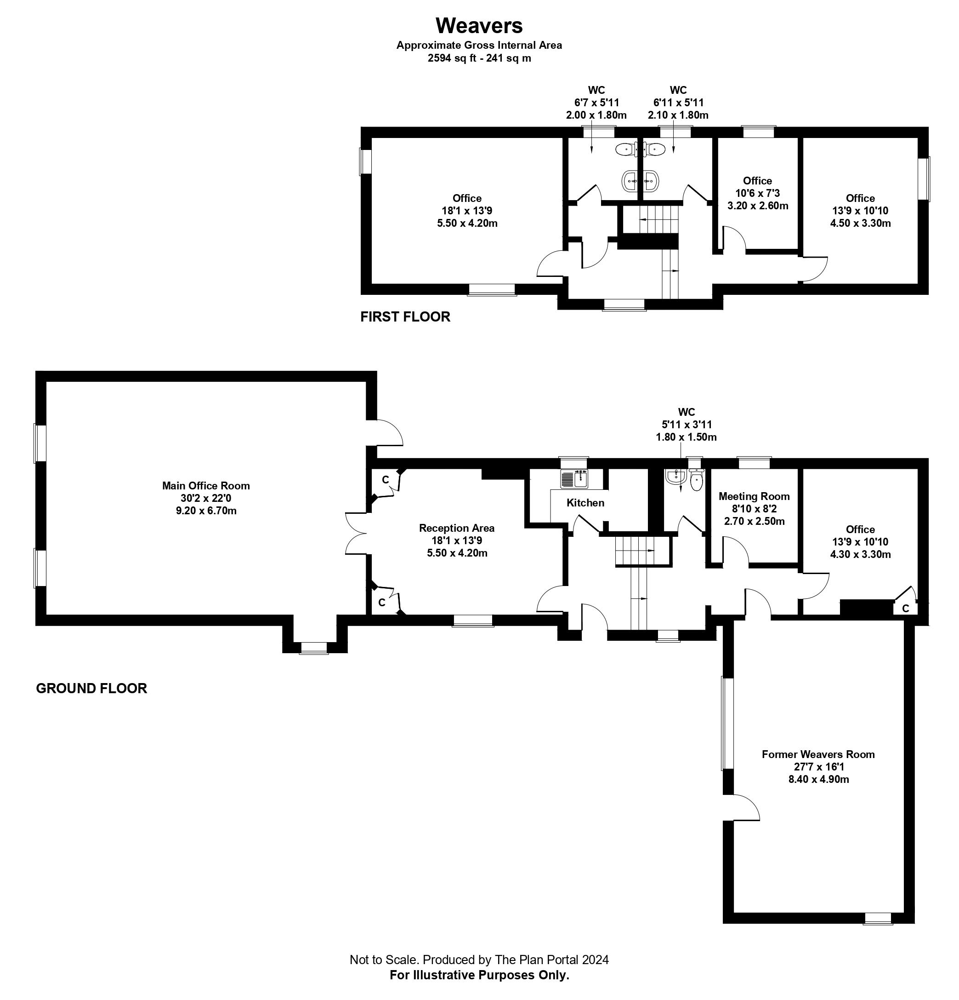 Weavers
Approximate Gross Internal Area
2594 sq ft - 241 sq m
WC
6'7 x 5'11
2.00 x 1.80m
WC
6'11 x 5'11
2.10 x 1.80m
Office
18'1 x 13'9
5.50 x 4.20m
Office
10'6 x 7'3
3.20 x 2.60m
Office
13'9 x 10'10
4.50 x 3.30m
FIRST FLOOR
WC
5'11 x 3'11
1.80 x 1.50m
Main Office Room
30'2 x 22'0
9.20 x 6.70m
C
Reception Area
18'1 x 13'9
5.50 x 4.20m
C
Kitchen
Meeting Room
8'10 x 8'2
2.70 x 2.50m
Office
13'9 x 10'10
4.30 x 3.30m
C
GROUND FLOOR
Former Weavers Room
27'7 x 16'1
8.40 x 4.90m
Not to Scale. Produced by The Plan Portal 2024
For Illustrative Purposes Only.